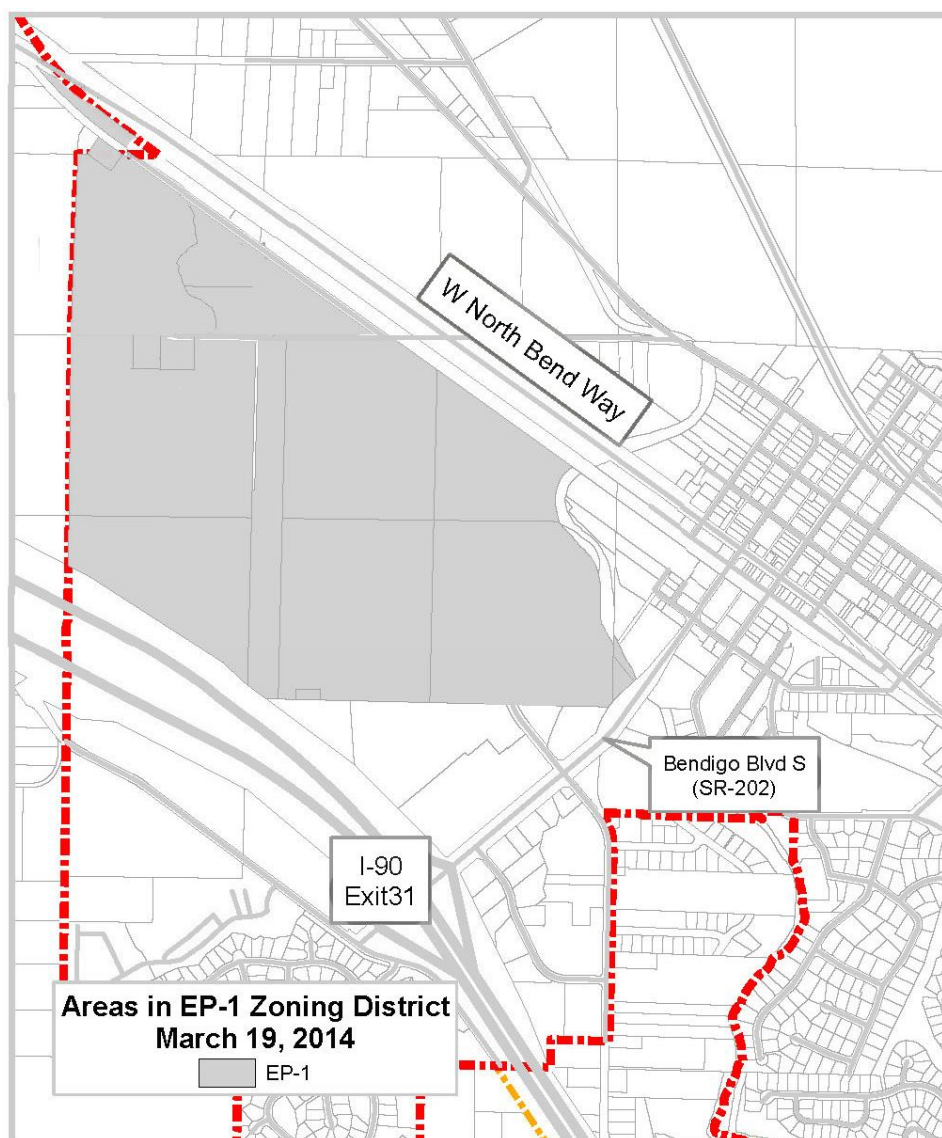 W North Bend Way
Bendigo Blvd S
(SR-202)
I-90
Exit31
Areas in EP-1 Zoning District
March 19, 2014
EP-1